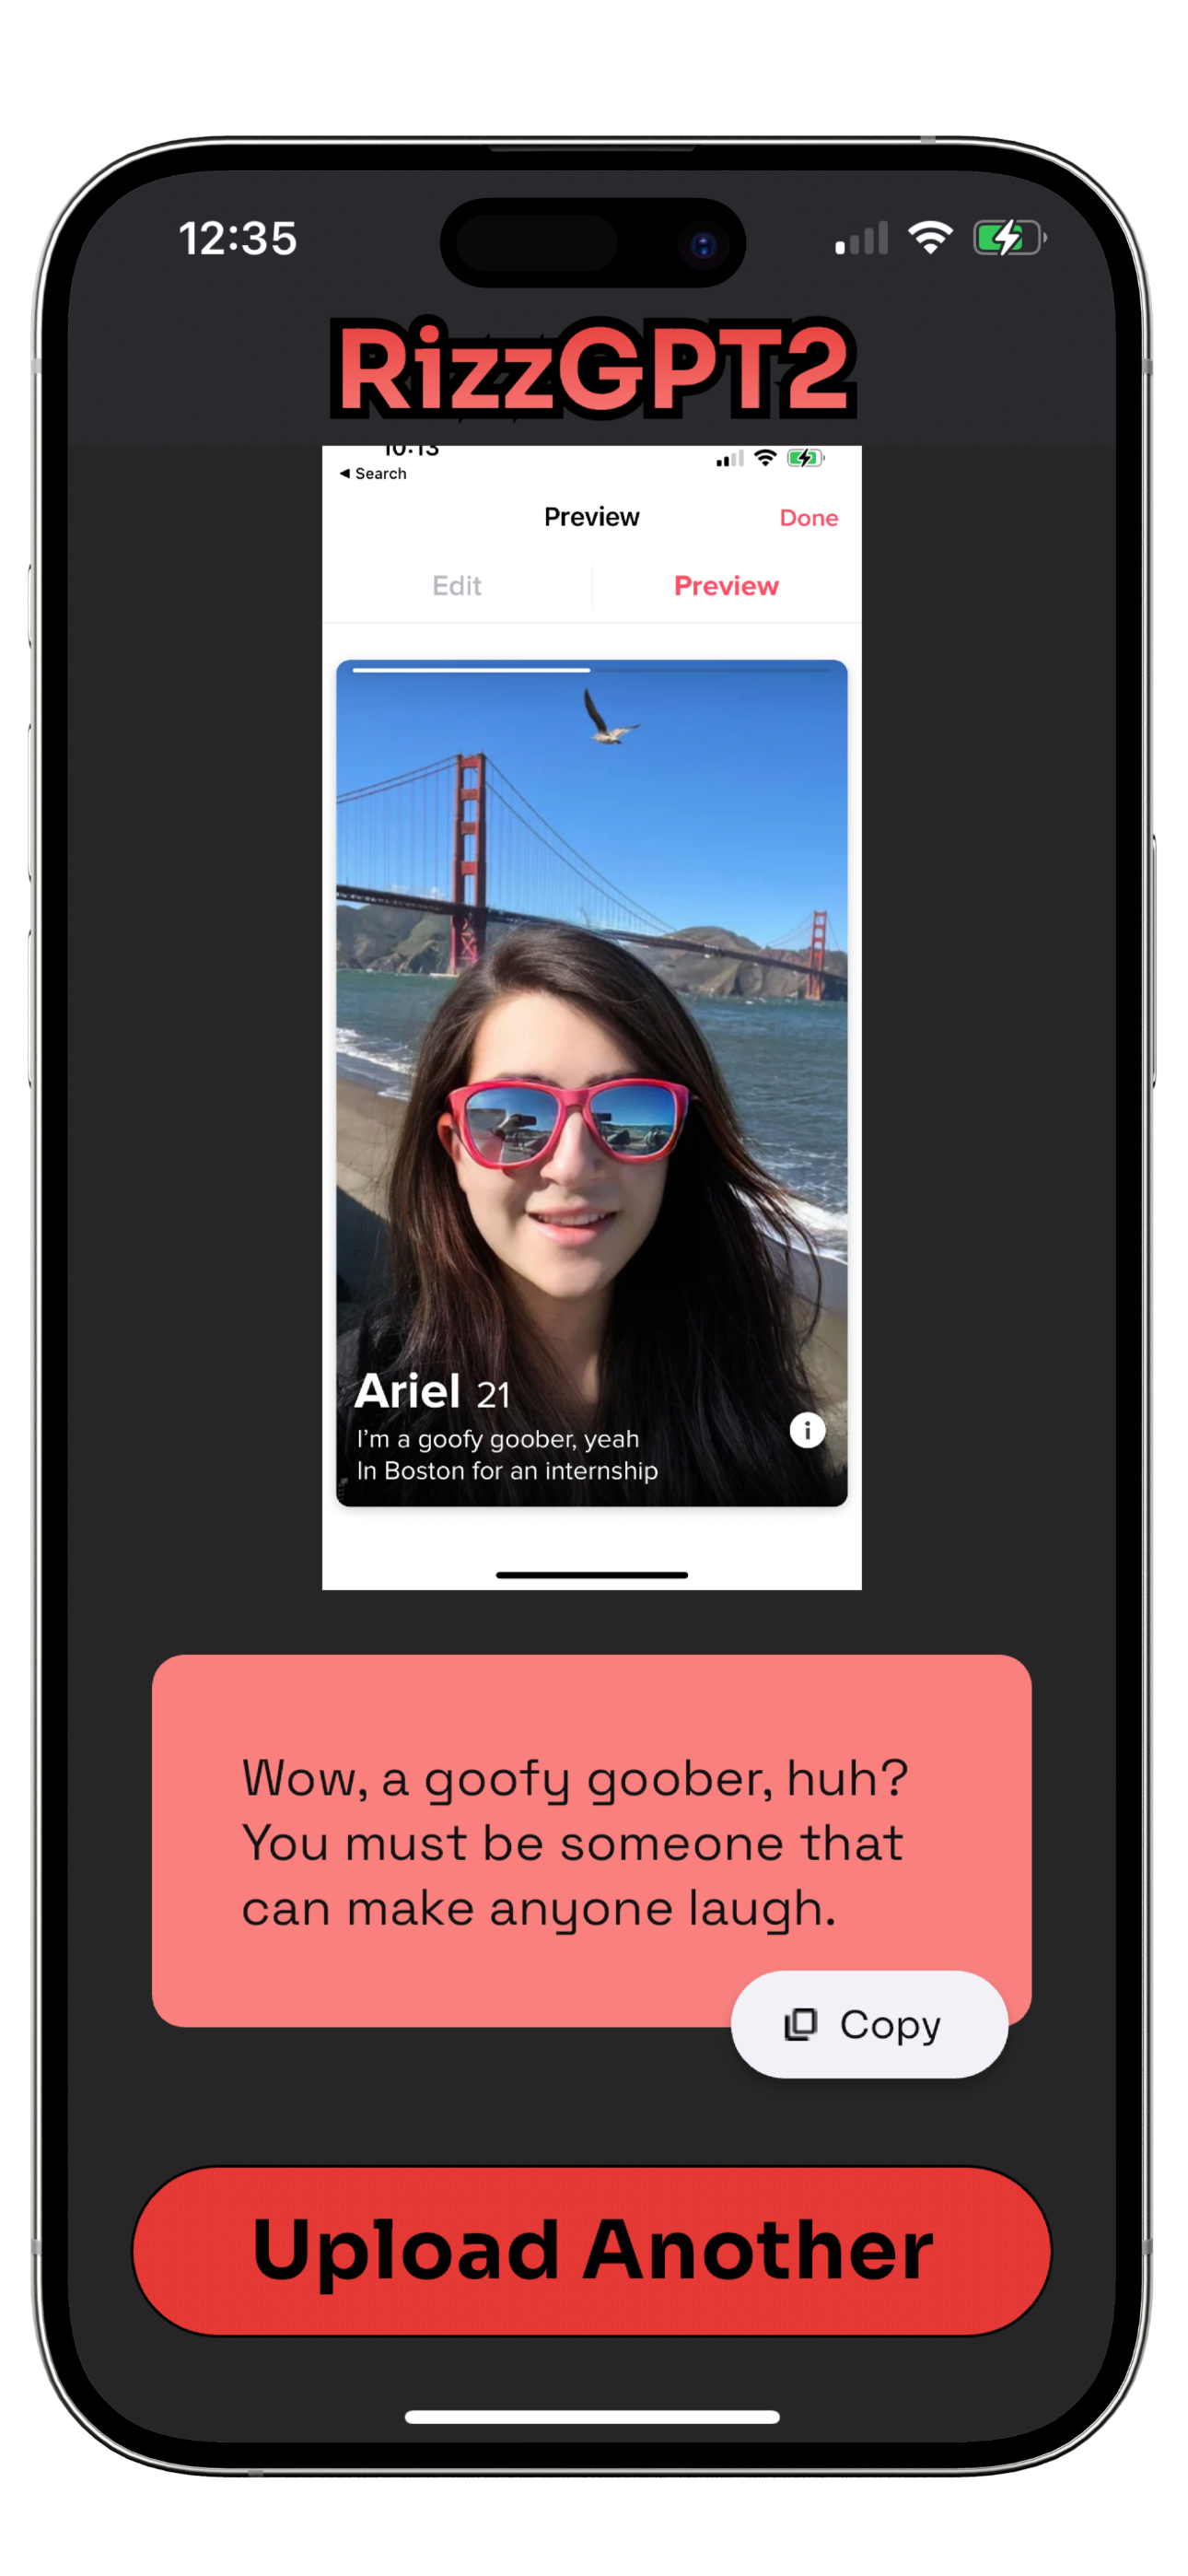 12:35
RizzGPT2
10:13
◀ Search
Preview
Done
Edit
Preview
Ariel 21
I'm a goofy goober, yeah
In Boston for an internship
Wow, a goofy goober, huh?
You must be someone that
can make anyone laugh.
Copy
Upload Another